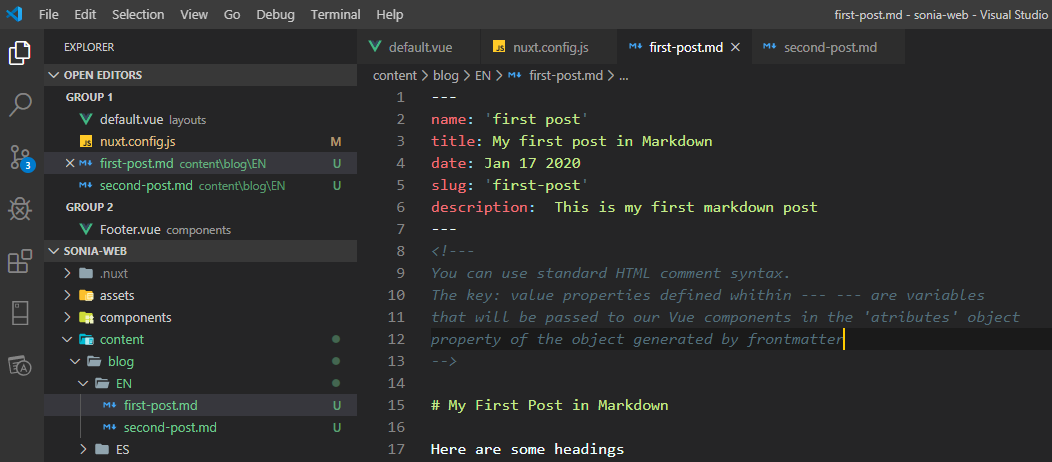 File Edit Selection View Go Debug Terminal Help first-post.md - sonia-web - Visual Studio
EXPLORER
OPEN EDITORS
GROUP 1
default.vue layouts
JS nuxt.config.js M
first-post.md content\blog\EN U
second-post.md content\blog\EN U
GROUP 2
Footer.vue components
SONIA-WEB
.nuxt
assets
components
content
blog
EN
first-post.md U
second-post.md U
ES
3
default.vue JS nuxt.config.js first-post.md second-post.md
content > blog > EN > first-post.md > ...
1 ---
2 name: 'first post'
3 title: My first post in Markdown
4 date: Jan 17 2020
5 slug: 'first-post'
6 description:  This is my first markdown post
7 ---
8 <!---
9 You can use standard HTML comment syntax.
10 The key: value properties defined whithin --- --- are variables
11 that will be passed to our Vue components in the 'atributes' object
12 property of the object generated by frontmatter
13 -->
14
15 # My First Post in Markdown
16
17 Here are some headings